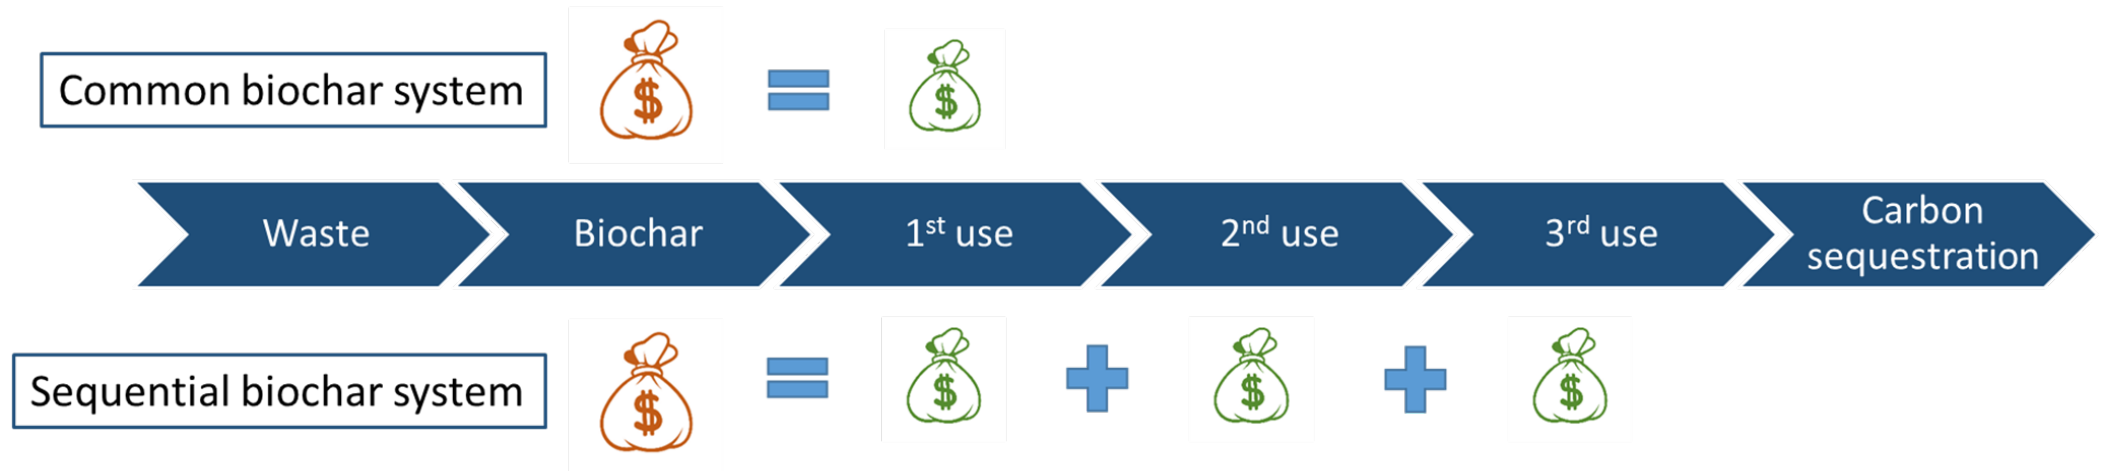 Common biochar system
$ = $
Waste
Biochar
1st use
2nd use
3rd use
Carbon
sequestration
Sequential biochar system
$ = $ + $ + $